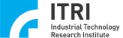 ITRI
Industrial Technology
Research Institute